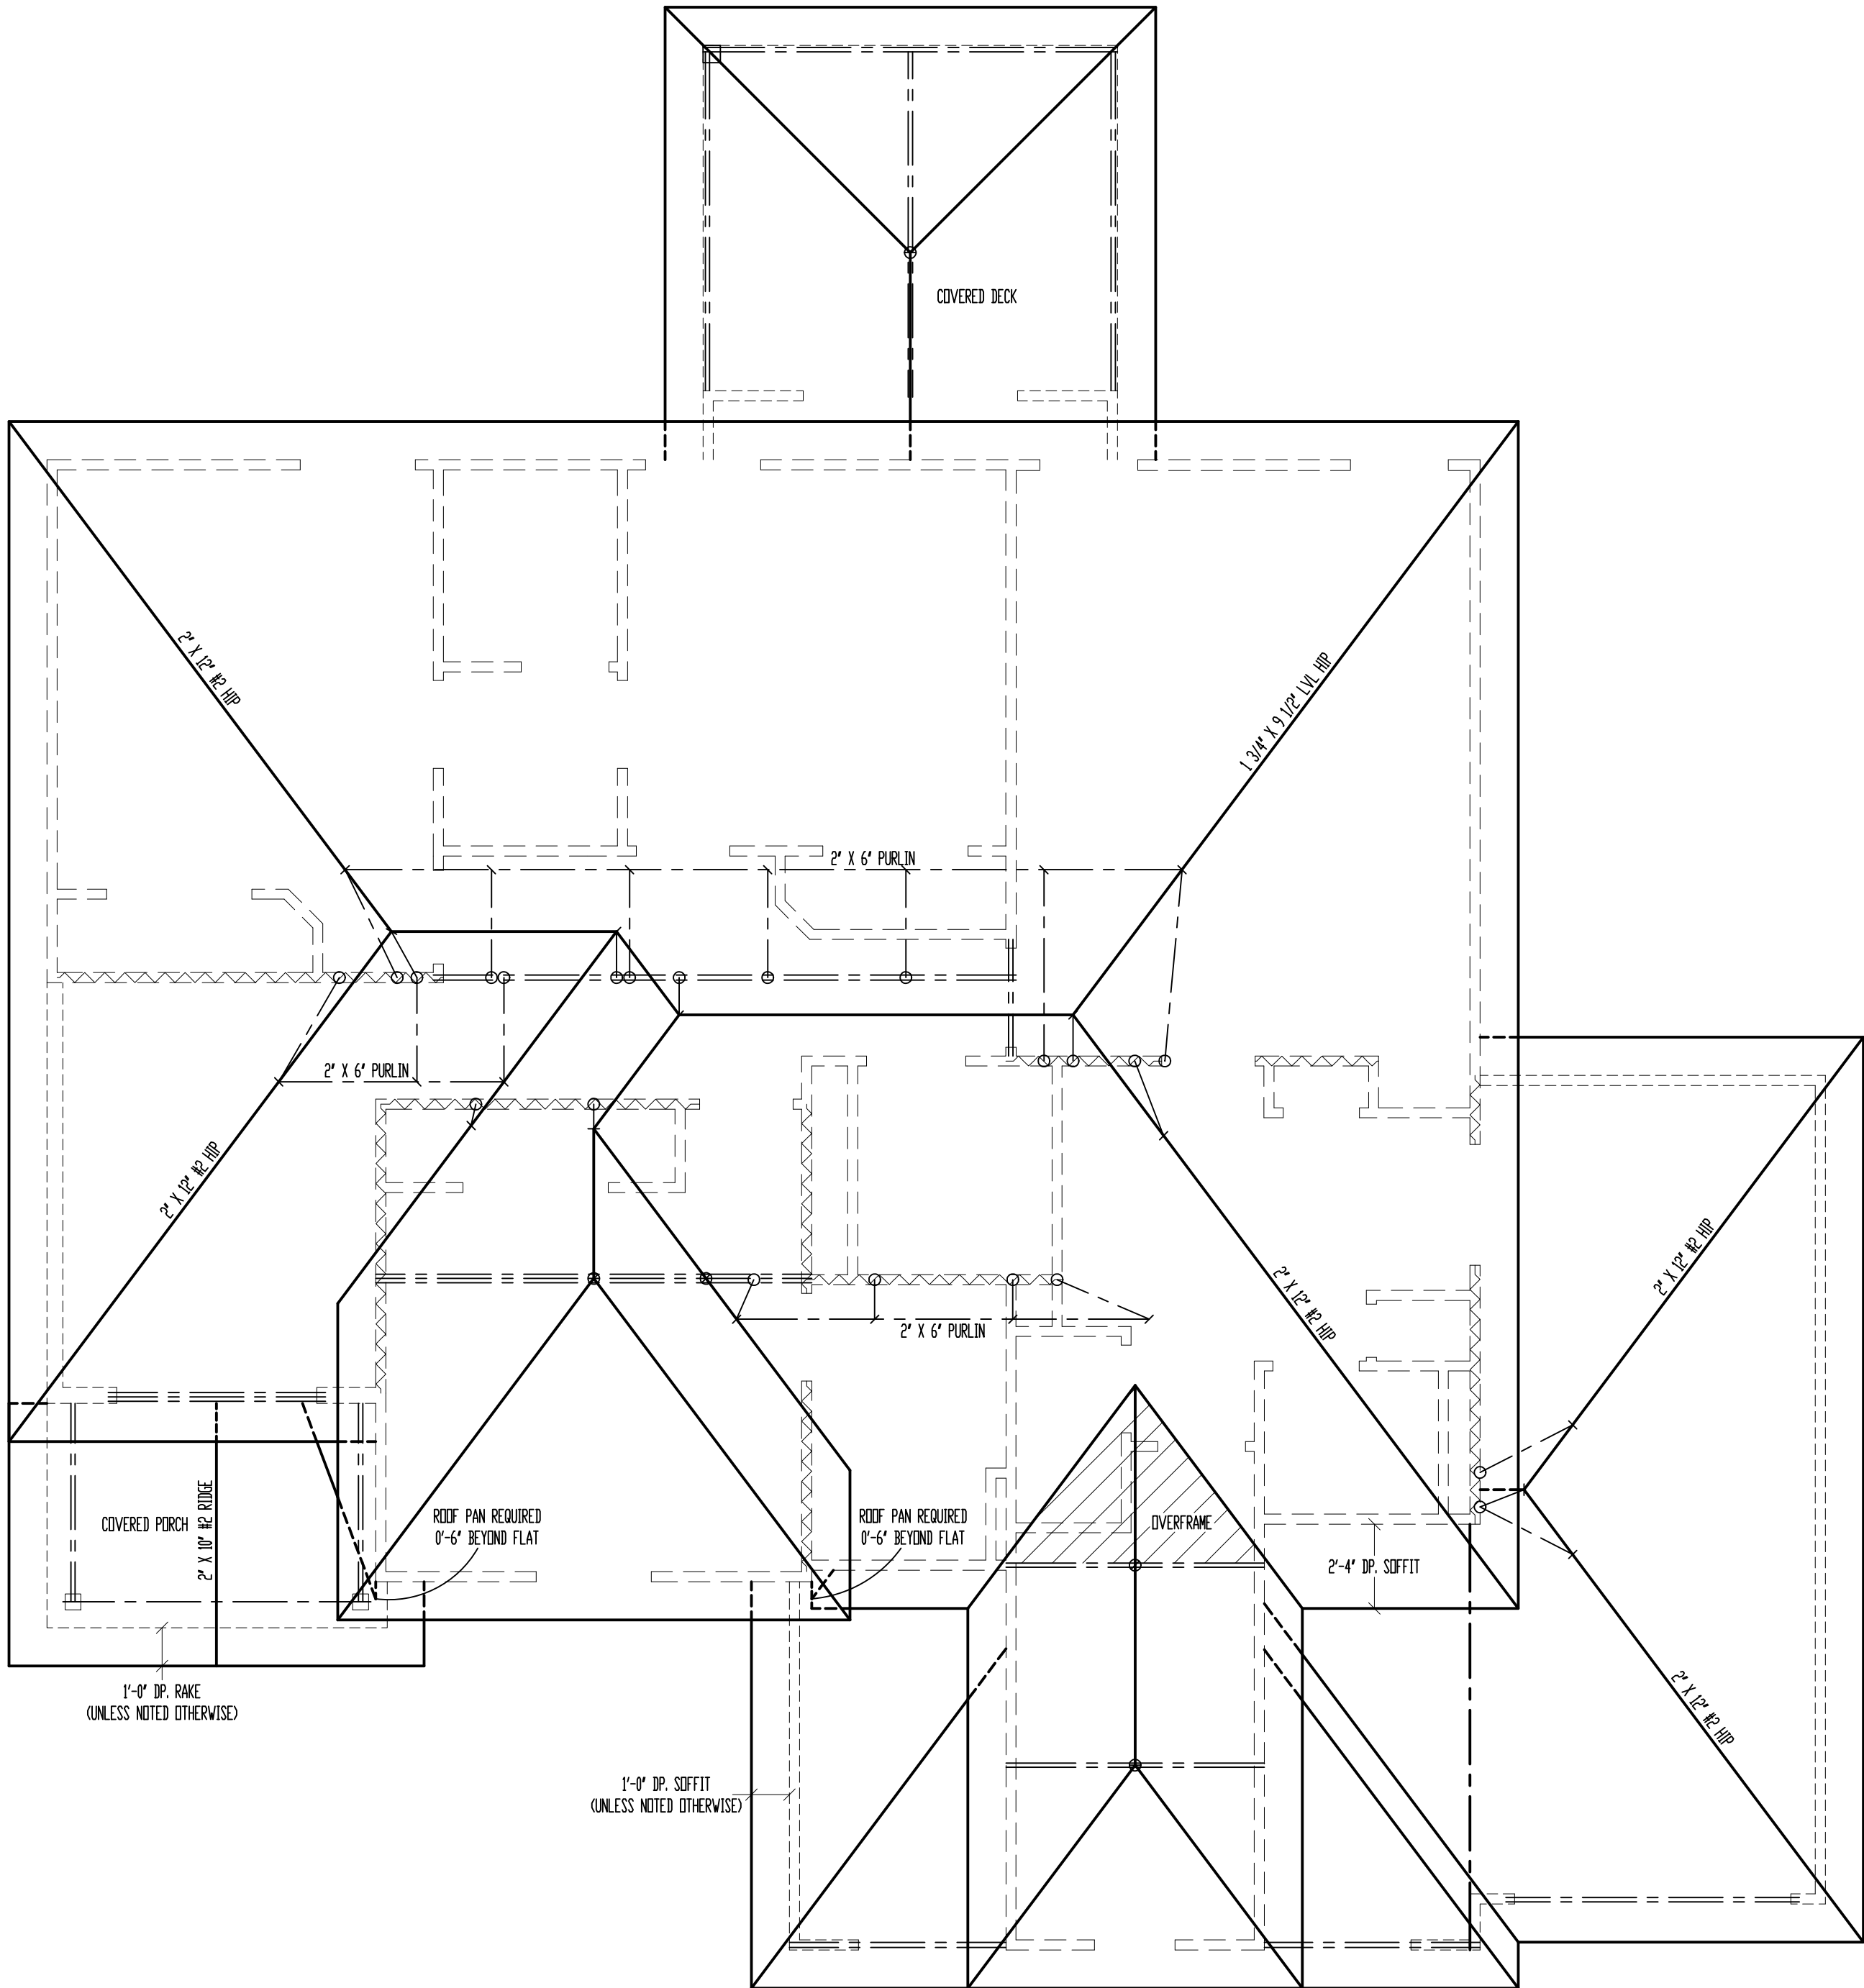 COVERED DECK
2" X 12" #2 HIP
1 3/4" X 9 1/2" LVL HIP
2" X 6" PURLIN
2" X 6" PURLIN
2" X 12" #2 HIP
2" X 12" #2 HIP
2" X 12" #2 HIP
2" X 6" PURLIN
COVERED PORCH
2" X 10" #2 RIDGE
ROOF PAN REQUIRED
0'-6" BEYOND FLAT
ROOF PAN REQUIRED
0'-6" BEYOND FLAT
OVERFRAME
2'-4" DP. SOFFIT
1'-0" DP. RAKE
(UNLESS NOTED OTHERWISE)
2" X 12" #2 HIP
1'-0" DP. SOFFIT
(UNLESS NOTED OTHERWISE)